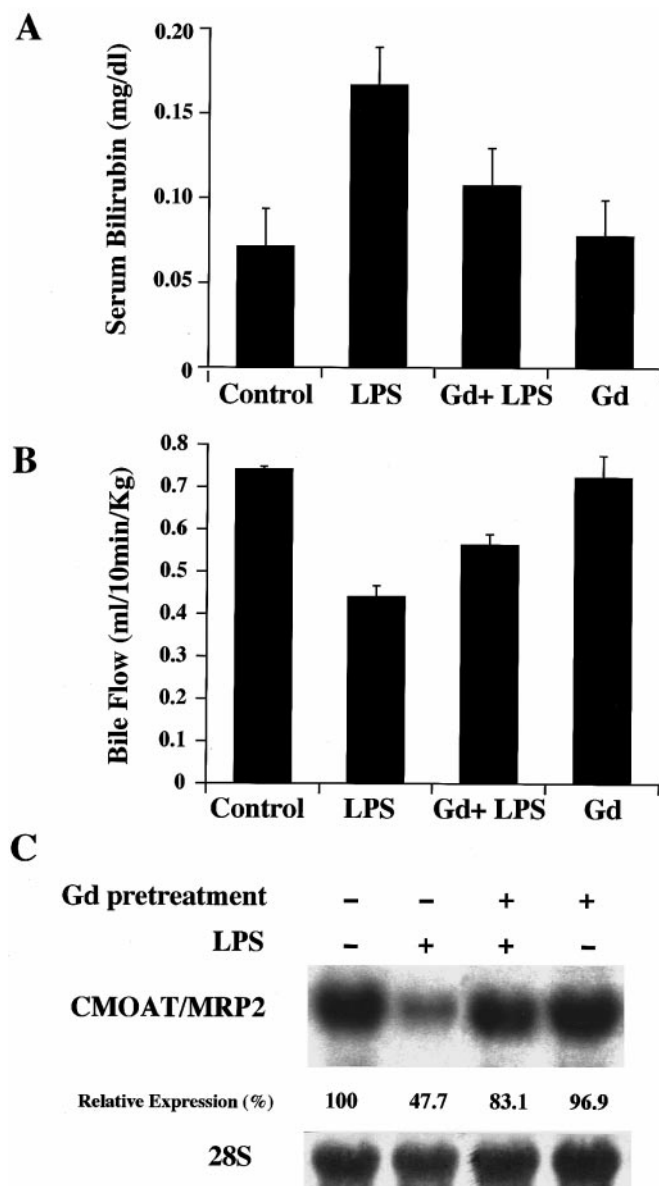 A
Serum Bilirubin (mg/dl)
0.20
0.15
0.10
0.05
0
Control LPS Gd+ LPS Gd
B
Bile Flow (ml/10min/Kg)
0.8
0.7
0.6
0.5
0.4
0.3
0.2
0.1
0
Control LPS Gd+ LPS Gd
C
Gd pretreatment – – + +
LPS – + + –
CMOAT/MRP2
Relative Expression (%) 100 47.7 83.1 96.9
28S